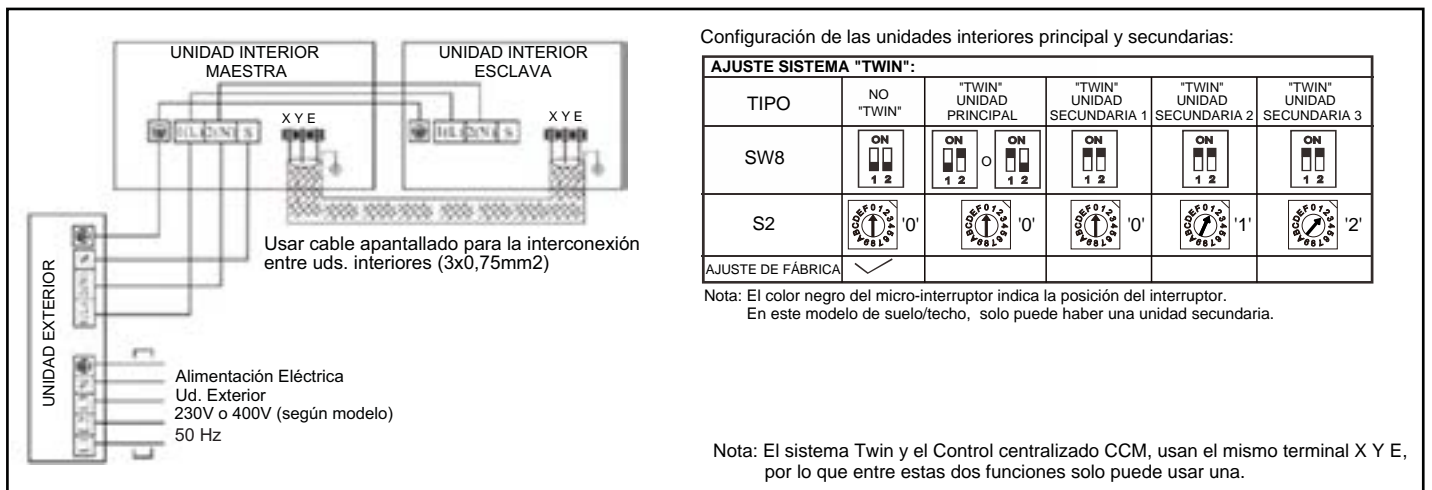 UNIDAD INTERIOR
MAESTRA
UNIDAD INTERIOR
ESCLAVA
X Y E
X Y E
1(L) 2(N) S
1(L) 2(N) S
Usar cable apantallado para la interconexión
entre uds. interiores (3x0,75mm2)
UNIDAD EXTERIOR
Alimentación Eléctrica
Ud. Exterior
230V o 400V (según modelo)
50 Hz
Configuración de las unidades interiores principal y secundarias:
AJUSTE SISTEMA "TWIN":
TIPO
NO
"TWIN"
"TWIN"
UNIDAD
PRINCIPAL
"TWIN"
UNIDAD
SECUNDARIA 1
"TWIN"
UNIDAD
SECUNDARIA 2
"TWIN"
UNIDAD
SECUNDARIA 3
SW8
ON
1 2
ON
1 2
O
ON
1 2
ON
1 2
ON
1 2
ON
1 2
S2
'0'
'0'
'0'
'1'
'2'
AJUSTE DE FÁBRICA
Nota: El color negro del micro-interruptor indica la posición del interruptor.
En este modelo de suelo/techo, solo puede haber una unidad secundaria.
Nota: El sistema Twin y el Control centralizado CCM, usan el mismo terminal X Y E,
por lo que entre estas dos funciones solo puede usar una.